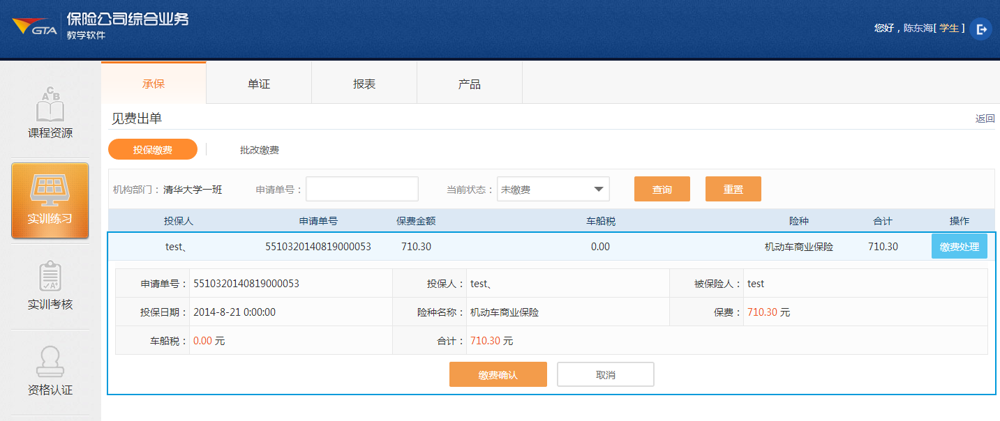 GTA 保险公司综合业务
教学软件
您好，陈东海[ 学生 ]
ACB
课程资源
实训练习
A+
实训考核
资格认证
承保 单证 报表 产品
见费出单 返回
投保缴费 批改缴费
机构部门： 清华大学一班 申请单号： 当前状态： 未缴费 查询 重置
投保人 申请单号 保费金额 车船税 险种 合计 操作
test、 5510320140819000053 710.30 0.00 机动车商业保险 710.30 缴费处理
申请单号： 5510320140819000053 投保人： test、 被保险人： test
投保日期： 2014-8-21 0:00:00 险种名称： 机动车商业保险 保费： 710.30 元
车船税： 0.00 元 合计： 710.30 元
缴费确认 取消